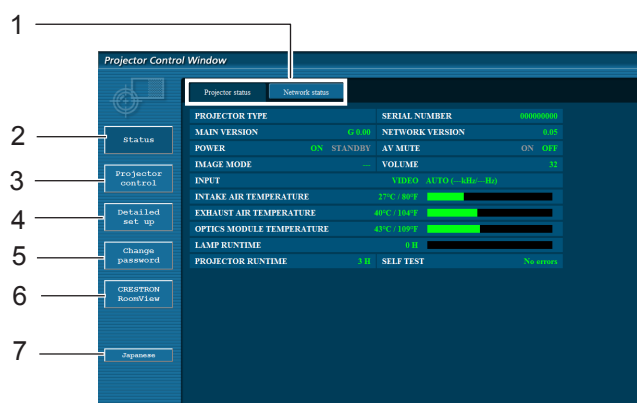 1
Projector Control Window
Projector status Network status
PROJECTOR TYPE SERIAL NUMBER 000000000
2 Status MAIN VERSION G 0.00 NETWORK VERSION 0.05
POWER ON STANDBY AV MUTE ON OFF
IMAGE MODE --- VOLUME 32
3 Projector control INPUT VIDEO AUTO (---kHz/---Hz)
INTAKE AIR TEMPERATURE 27°C / 80°F
4 Detailed set up EXHAUST AIR TEMPERATURE 40°C / 104°F
OPTICS MODULE TEMPERATURE 43°C / 109°F
5 Change password LAMP RUNTIME 0 H
PROJECTOR RUNTIME 3 H SELF TEST No errors
6 CRESTRON RoomView
7 Japanese